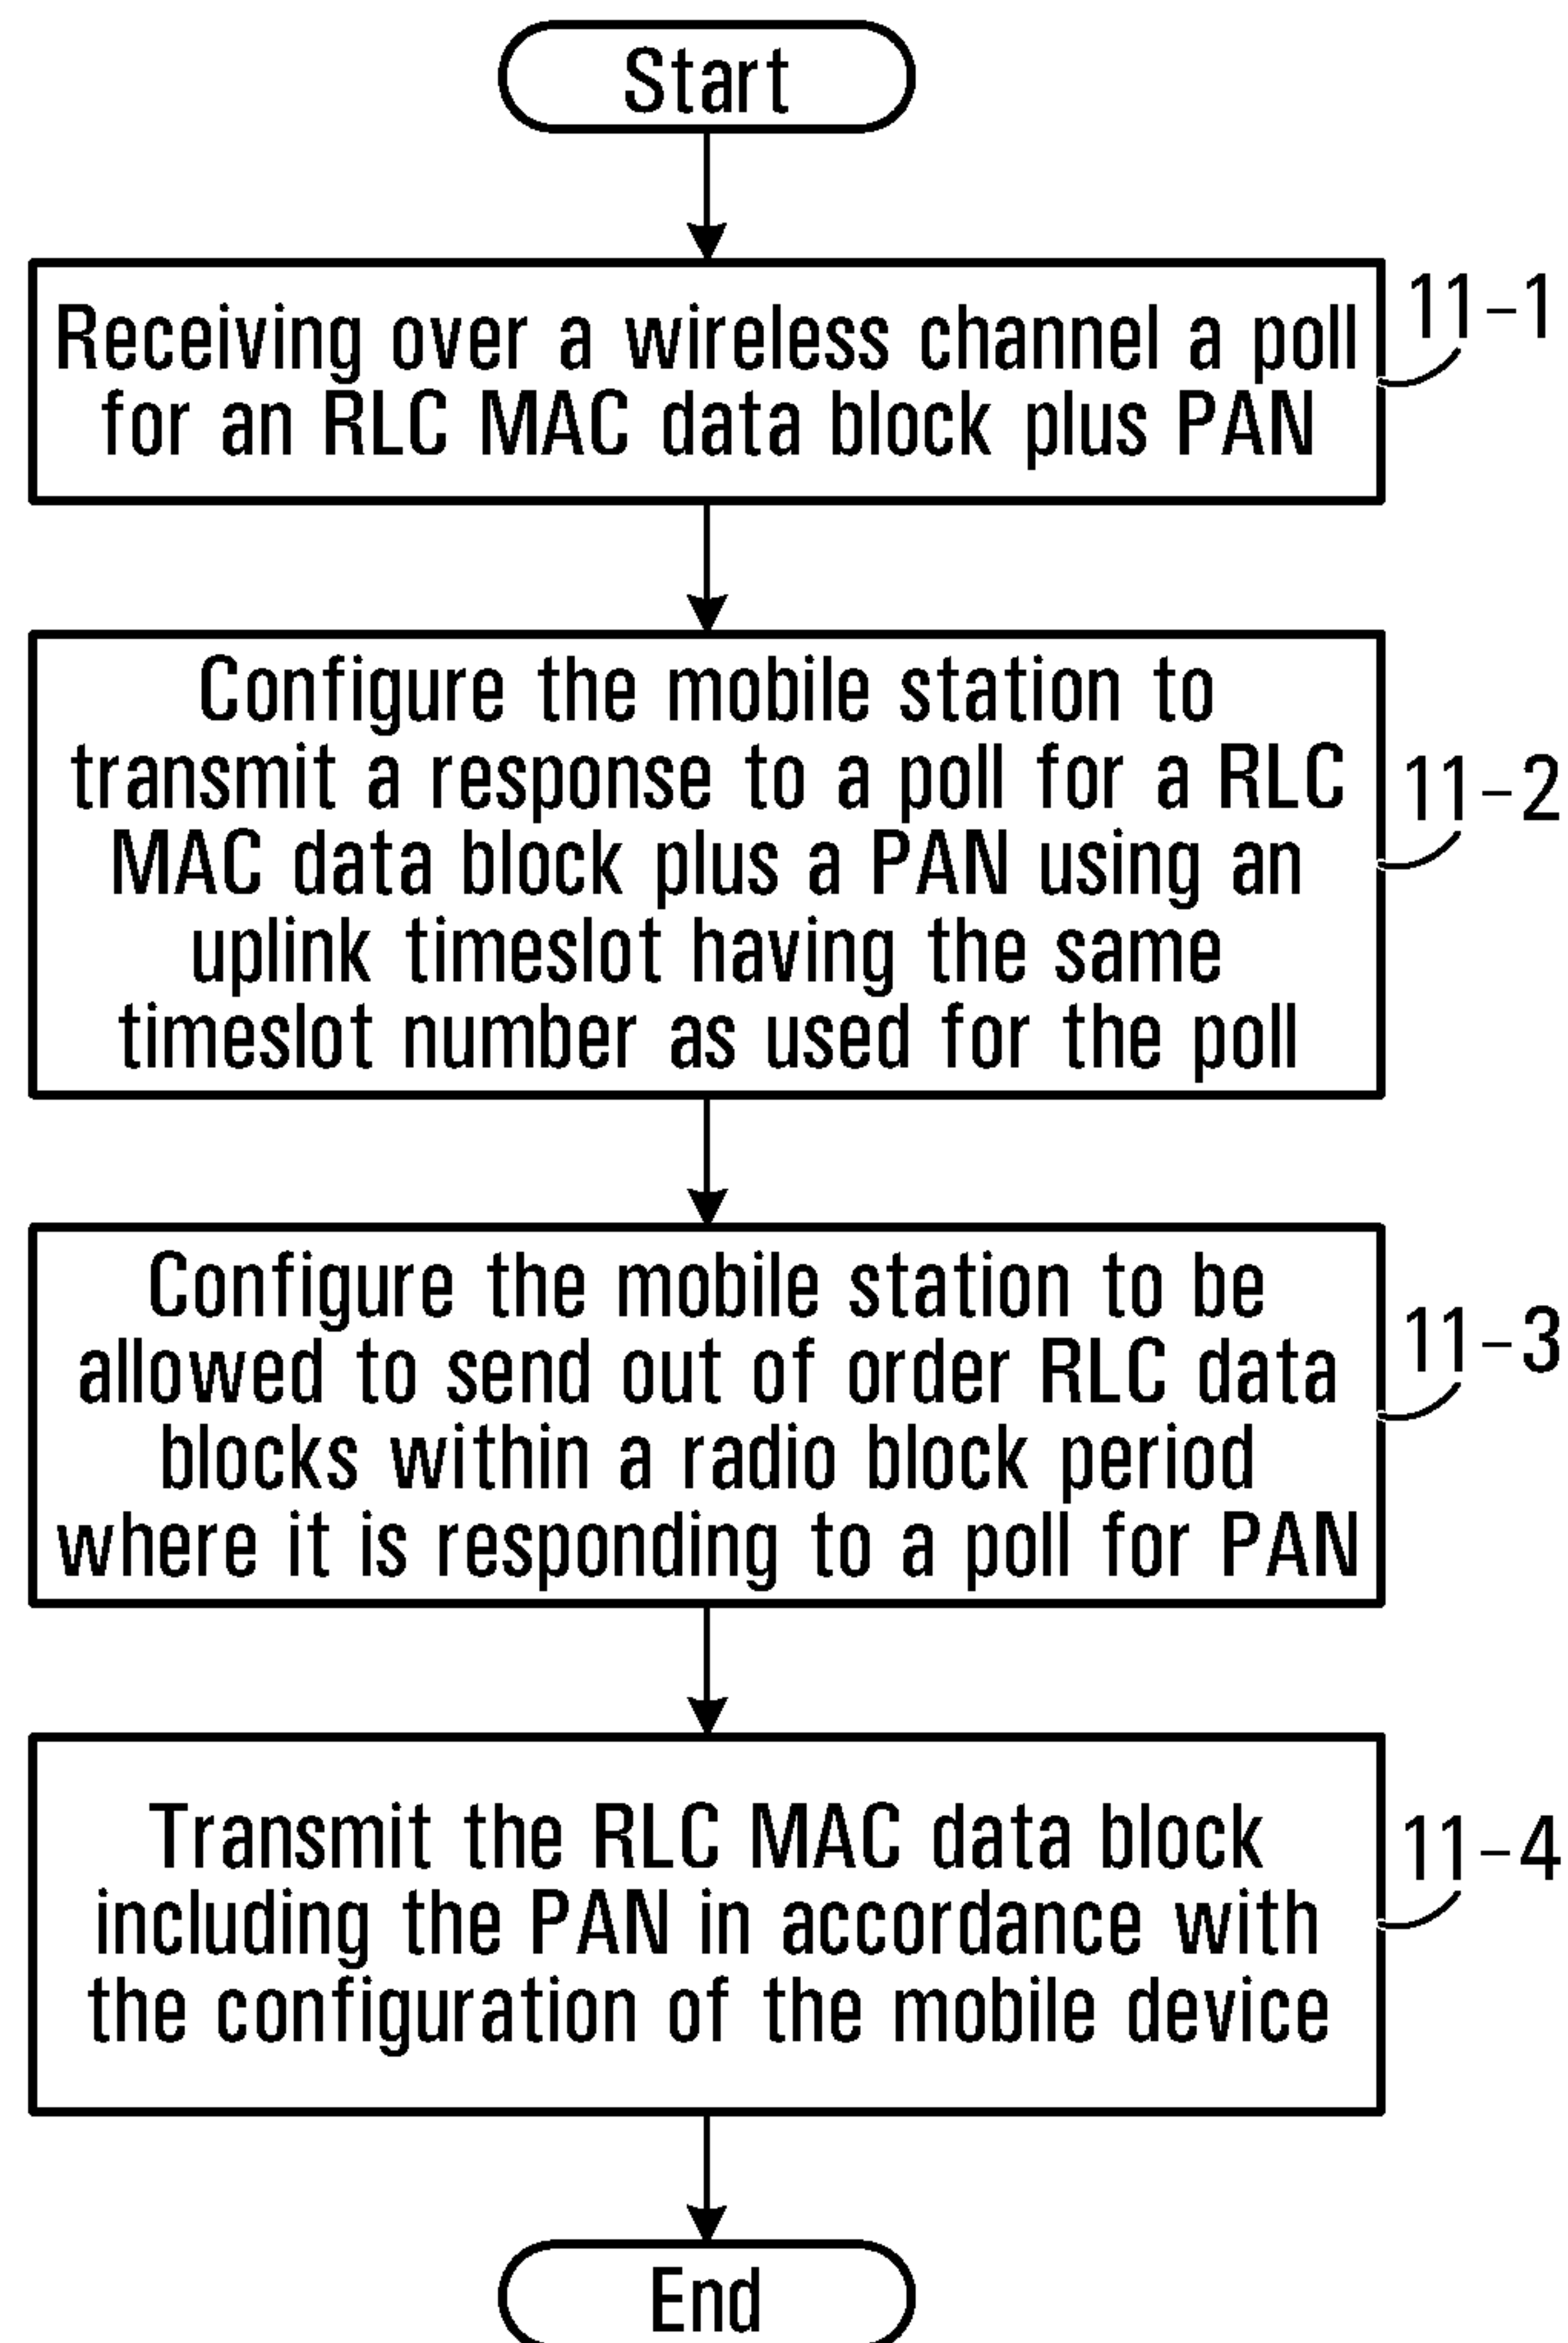 Start
Receiving over a wireless channel a poll
for an RLC MAC data block plus PAN
11-1
Configure the mobile station to
transmit a response to a poll for a RLC
MAC data block plus a PAN using an
uplink timeslot having the same
timeslot number as used for the poll
11-2
Configure the mobile station to be
allowed to send out of order RLC data
blocks within a radio block period
where it is responding to a poll for PAN
11-3
Transmit the RLC MAC data block
including the PAN in accordance with
the configuration of the mobile device
11-4
End